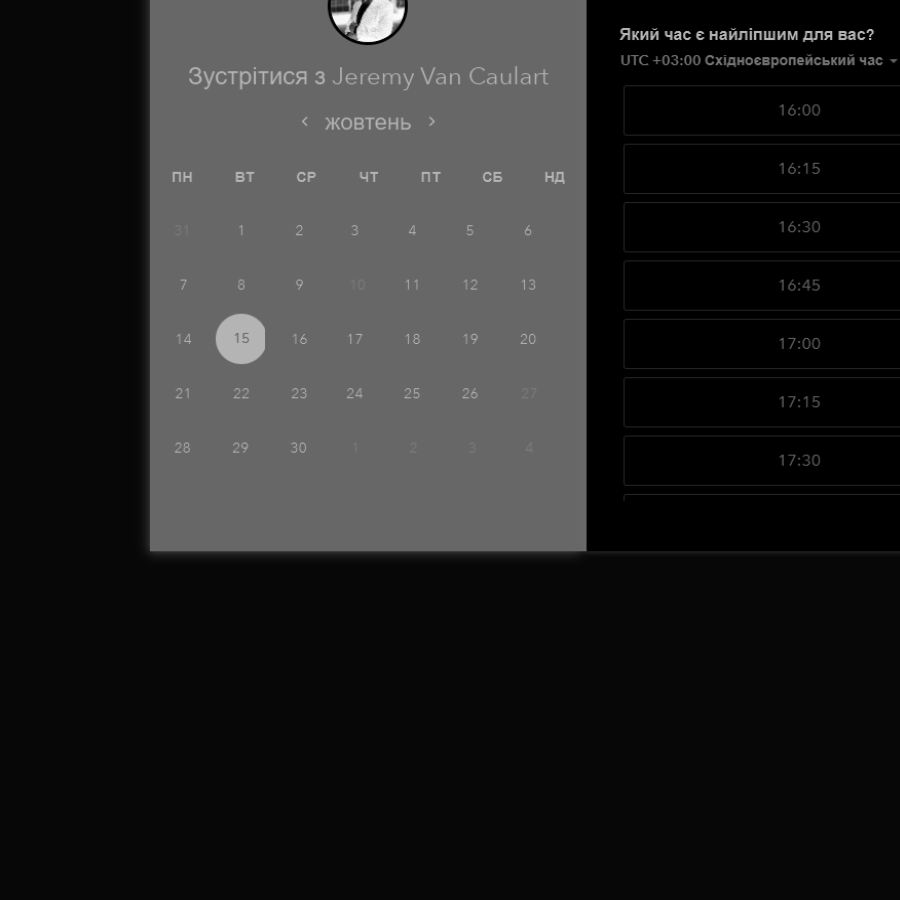 Зустрітися з Jeremy Van Caulart
‹ жовтень ›
ПН ВТ СР ЧТ ПТ СБ НД
31 1 2 3 4 5 6
7 8 9 10 11 12 13
14 15 16 17 18 19 20
21 22 23 24 25 26 27
28 29 30 1 2 3 4
Який час є найліпшим для вас?
UTC +03:00 Східноєвропейський час
16:00
16:15
16:30
16:45
17:00
17:15
17:30